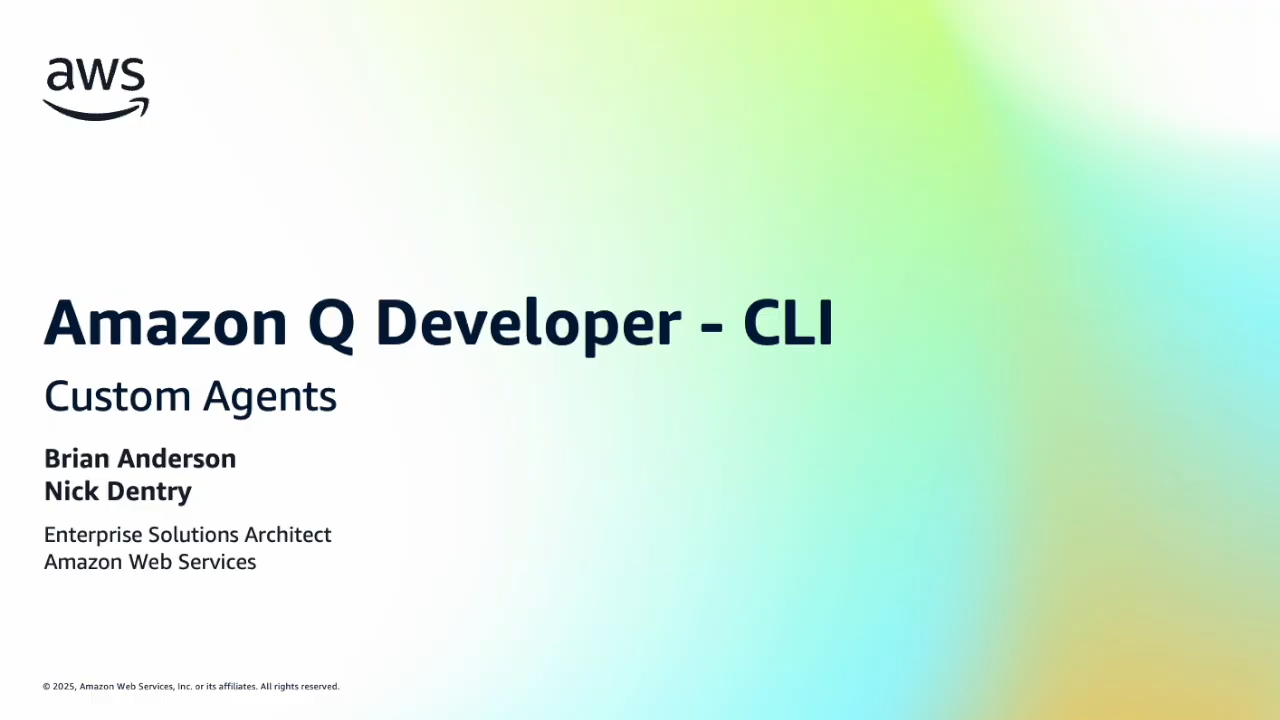 aws
Amazon Q Developer - CLI
Custom Agents
Brian Anderson
Nick Dentry
Enterprise Solutions Architect
Amazon Web Services
© 2025, Amazon Web Services, Inc. or its affiliates. All rights reserved.